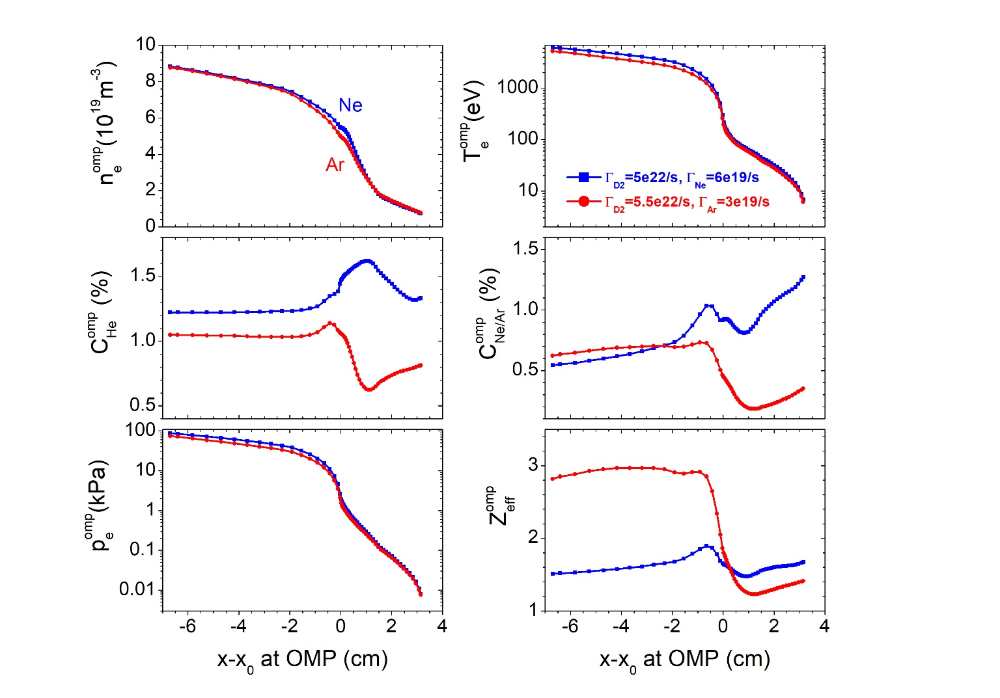 10
8
6
4
2
0
n_e^omp (10^19 m^-3)
Ne
Ar
1000
100
10
T_e^omp (eV)
Γ_D2=5e22/s, Γ_Ne=6e19/s
Γ_D2=5.5e22/s, Γ_Ar=3e19/s
1.5
1.0
0.5
C_He^omp (%)
1.5
1.0
0.5
C_Ne/Ar^omp (%)
100
10
1
0.1
0.01
p_e^omp (kPa)
-6 -4 -2 0 2 4
x-x_0 at OMP (cm)
3
2
1
Z_eff^omp
-6 -4 -2 0 2 4
x-x_0 at OMP (cm)